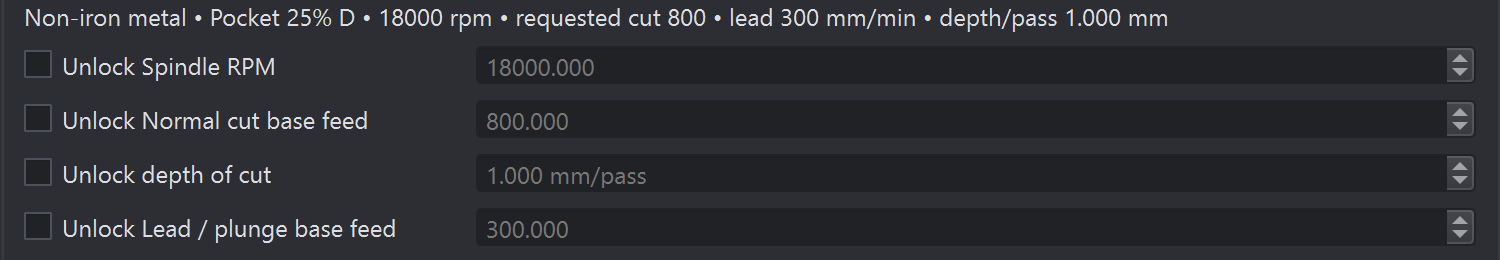 Non-iron metal • Pocket 25% D • 18000 rpm • requested cut 800 • lead 300 mm/min • depth/pass 1.000 mm
Unlock Spindle RPM 18000.000
Unlock Normal cut base feed 800.000
Unlock depth of cut 1.000 mm/pass
Unlock Lead / plunge base feed 300.000